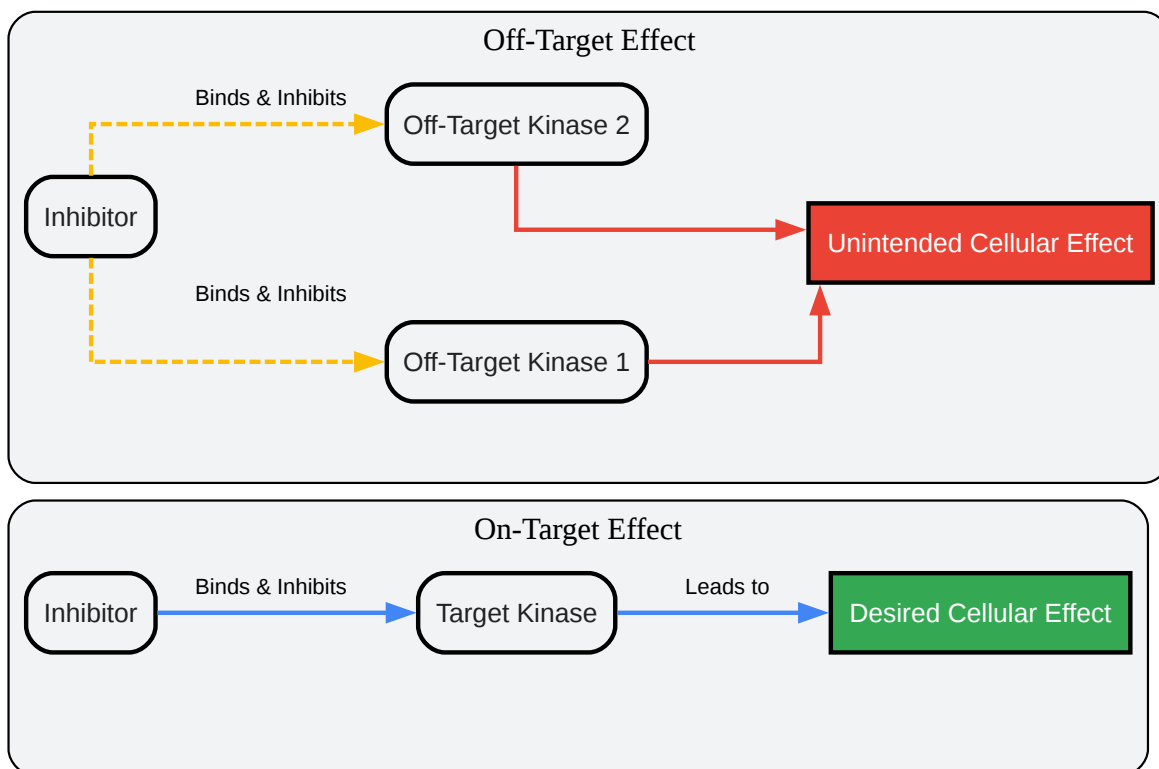 Off-Target Effect
Binds & Inhibits
Off-Target Kinase 2
Inhibitor
Unintended Cellular Effect
Binds & Inhibits
Off-Target Kinase 1
On-Target Effect
Binds & Inhibits
Leads to
Inhibitor
Target Kinase
Desired Cellular Effect